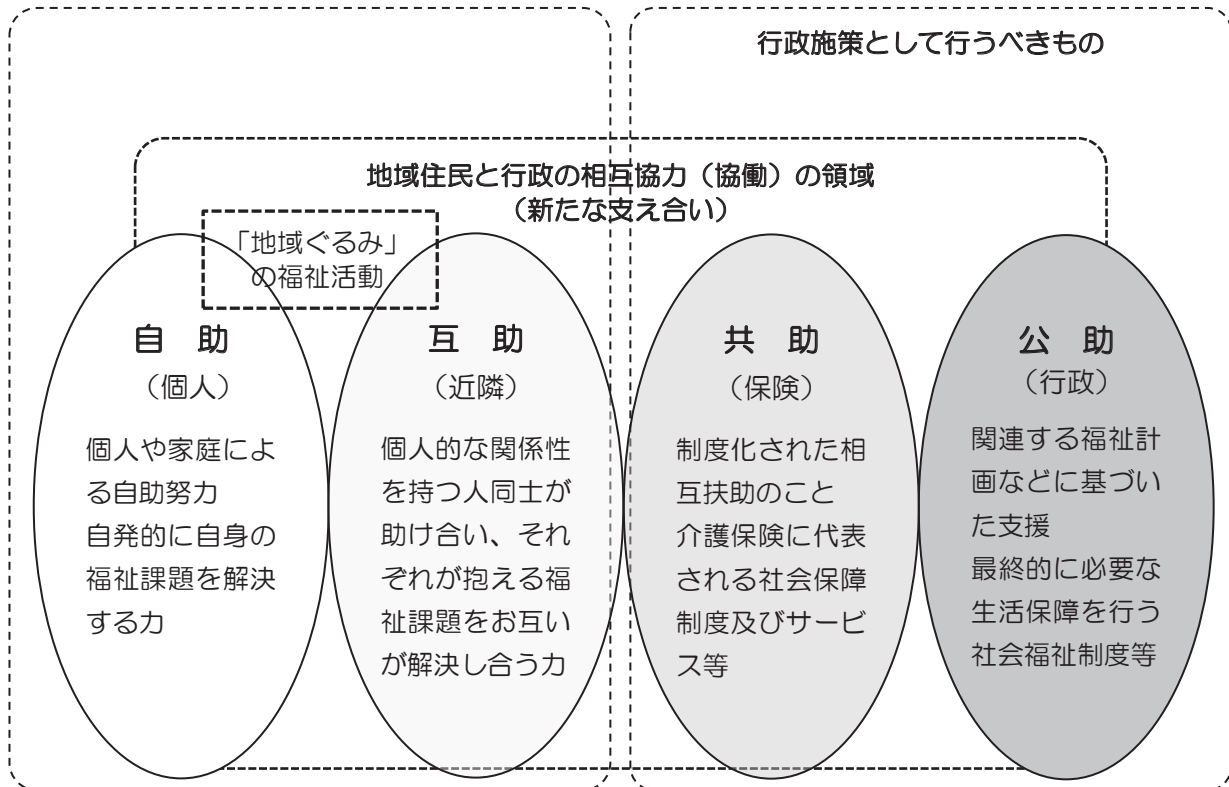 行政施策として行うべきもの
地域住民と行政の相互協力（協働）の領域
（新たな支え合い）
「地域ぐるみ」
の福祉活動
自 助
（個人）
個人や家庭によ
る自助努力
自発的に自身の
福祉課題を解決
する力
互 助
（近隣）
個人的な関係性
を持つ人同士が
助け合い、それ
ぞれが抱える福
祉課題をお互い
が解決し合う力
共 助
（保険）
制度化された相
互扶助のこと
介護保険に代表
される社会保障
制度及びサービ
ス等
公 助
（行政）
関連する福祉計
画などに基づい
た支援
最終的に必要な
生活保障を行う
社会福祉制度等